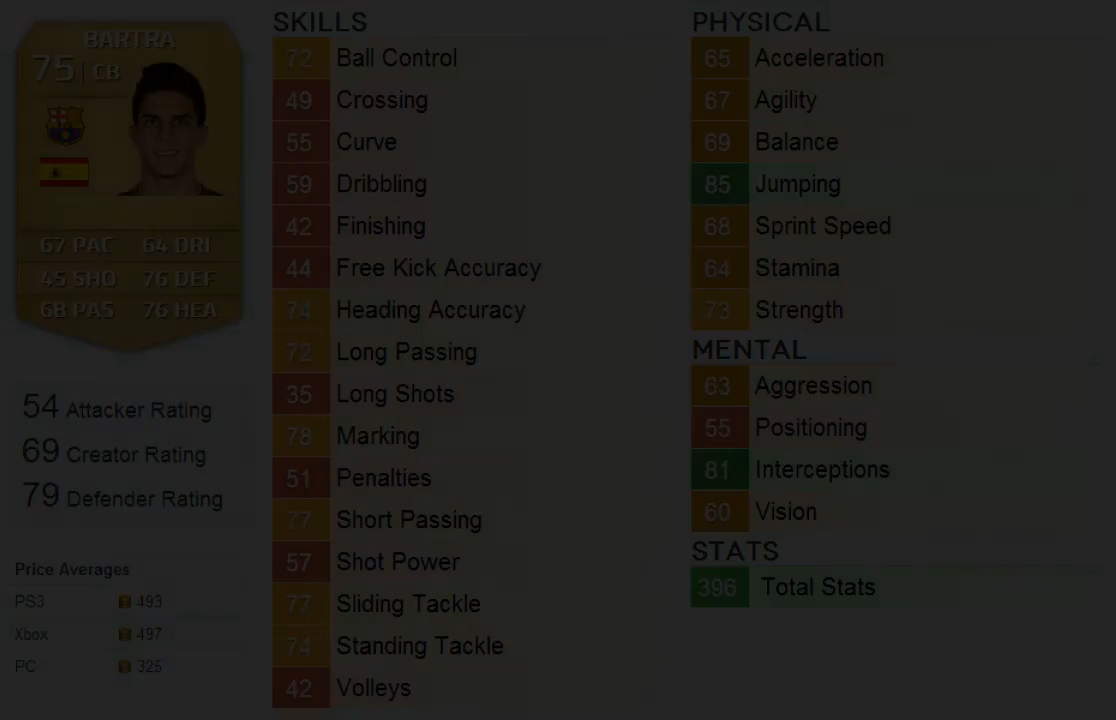 BARTRA
75 | CB
67 PAC 64 DRI
45 SHO 76 DEF
68 PAS 76 HEA
54 Attacker Rating
69 Creator Rating
79 Defender Rating
Price Averages
PS3 493
Xbox 497
PC 325
SKILLS
72 Ball Control
49 Crossing
55 Curve
59 Dribbling
42 Finishing
44 Free Kick Accuracy
74 Heading Accuracy
72 Long Passing
35 Long Shots
78 Marking
51 Penalties
77 Short Passing
57 Shot Power
77 Sliding Tackle
74 Standing Tackle
42 Volleys
PHYSICAL
65 Acceleration
67 Agility
69 Balance
85 Jumping
68 Sprint Speed
64 Stamina
73 Strength
MENTAL
63 Aggression
55 Positioning
81 Interceptions
60 Vision
STATS
396 Total Stats